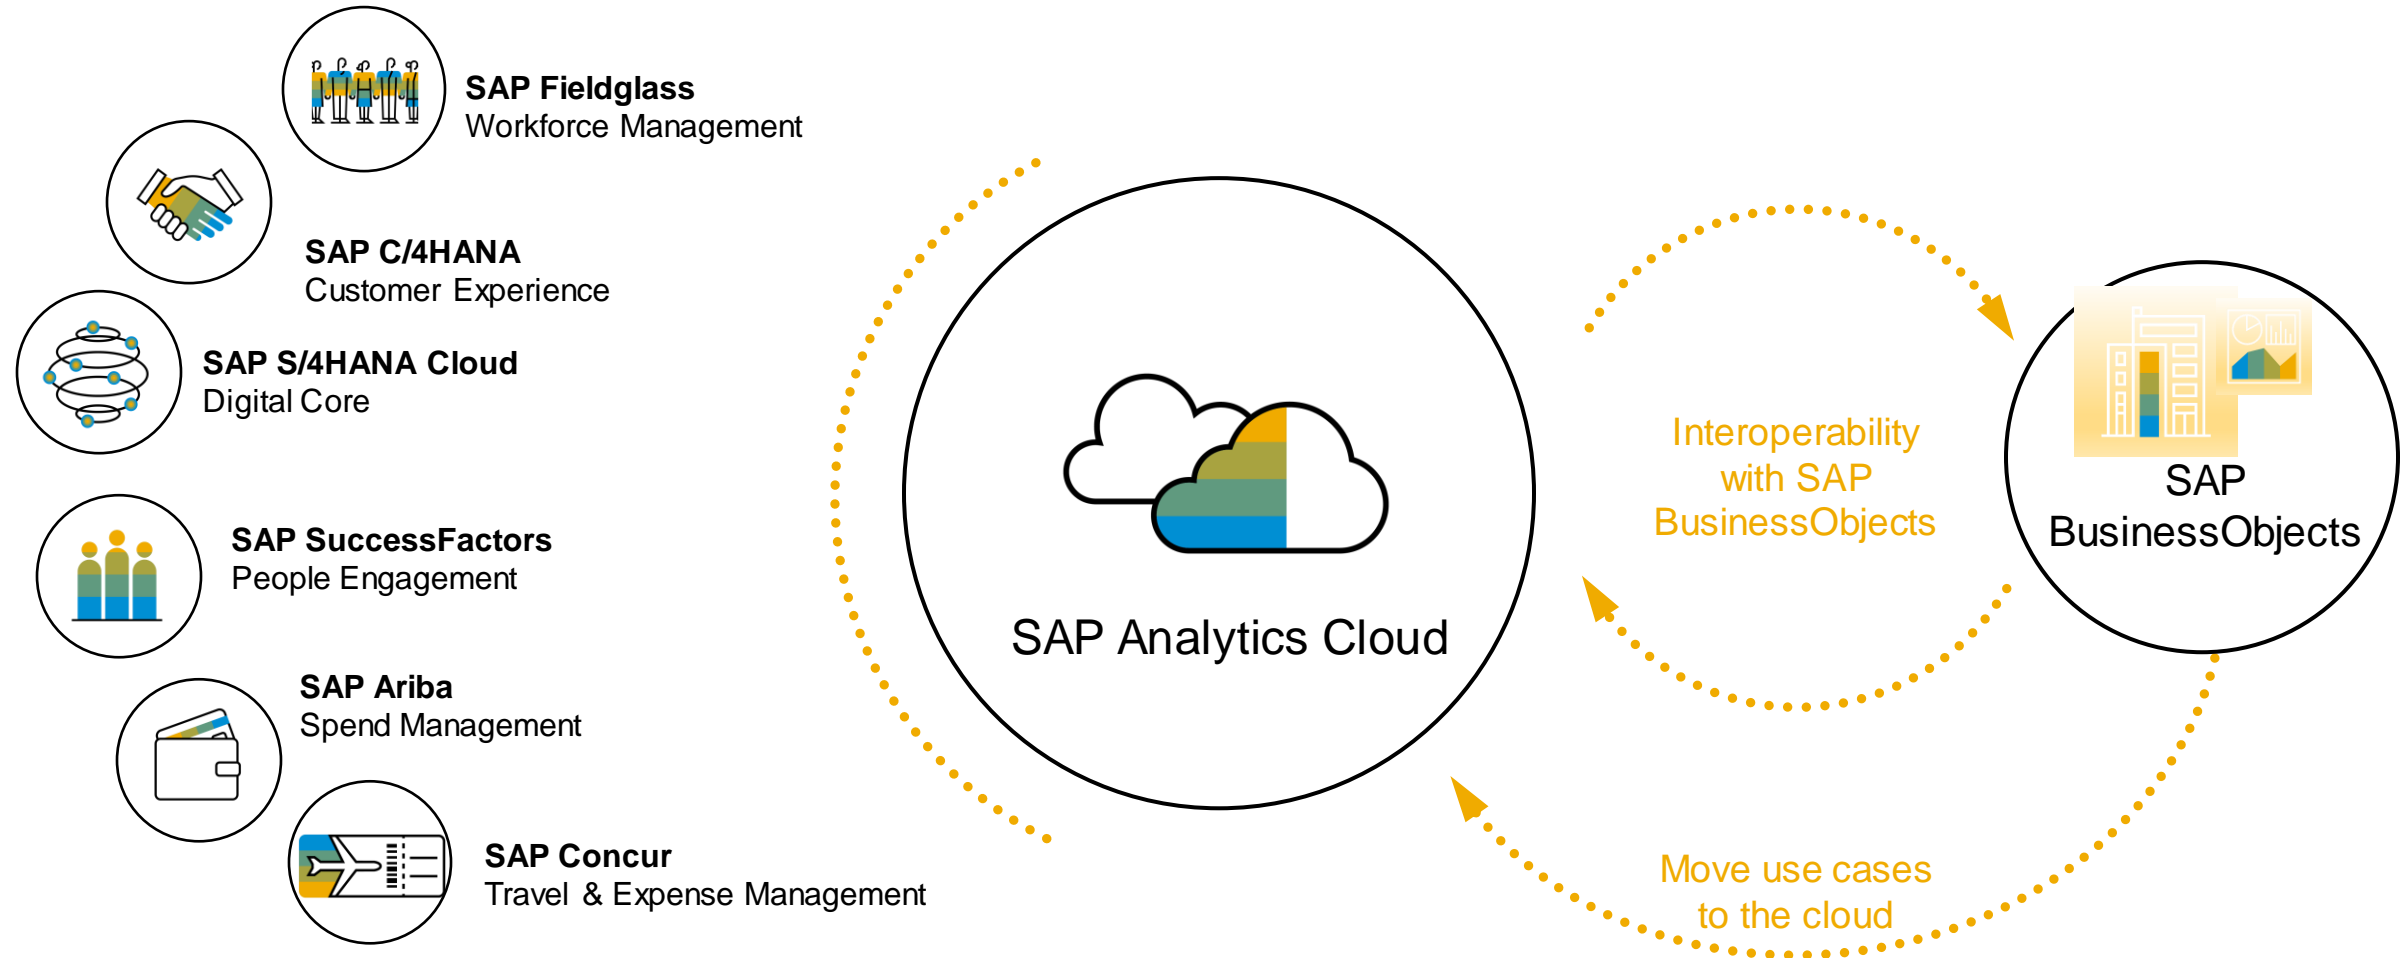 SAP Fieldglass
Workforce Management
SAP C/4HANA
Customer Experience
SAP S/4HANA Cloud
Digital Core
SAP SuccessFactors
People Engagement
SAP Ariba
Spend Management
SAP Concur
Travel & Expense Management
SAP Analytics Cloud
Interoperability
with SAP
BusinessObjects
SAP
BusinessObjects
Move use cases
to the cloud